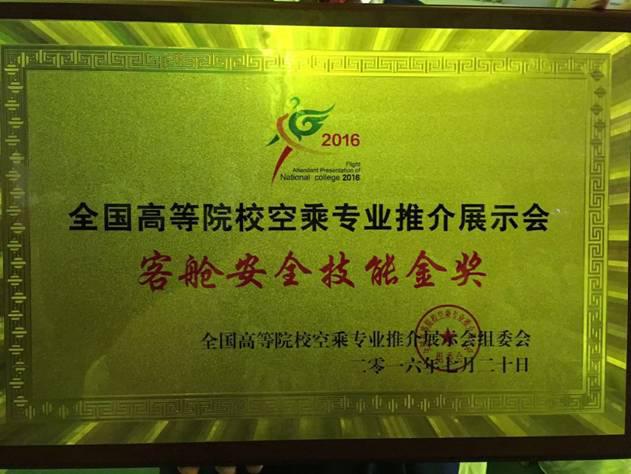 2016
Flight
Attendant Presentation of
National college 2016
全国高等院校空乘专业推介展示会
客舱安全技能金奖
全国高等院校空乘专业推介展示会组委会
二零一六年七月二十日